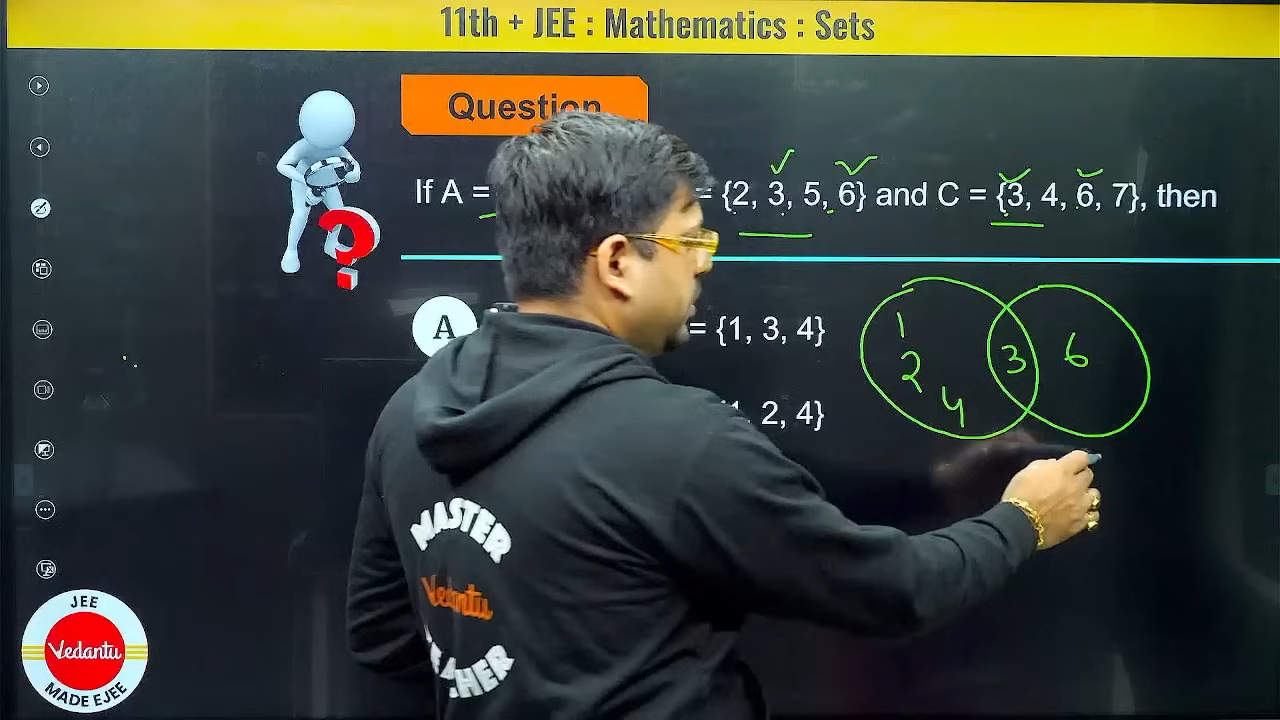 11th + JEE : Mathematics : Sets
Question
If A = = {2, 3, 5, 6} and C = {3, 4, 6, 7}, then
A = {1, 3, 4}
1
2
4
3
6
1, 2, 4}
MASTER
Vedantu
JEE
Vedantu
MADE EJEE